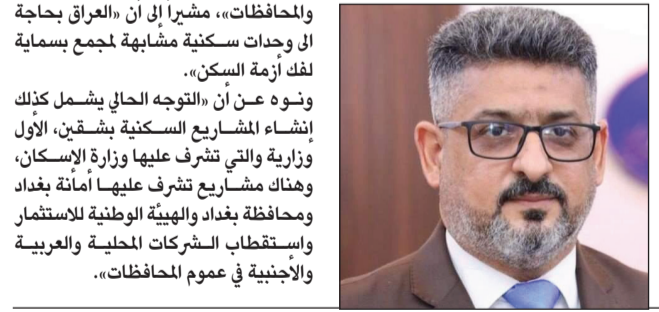 والمحافظات»، مشيراً إلى أن «العراق بحاجة
الى وحدات سكنية مشابهة لمجمع بسماية
لفك أزمة السكن».
ونوه عن أن «التوجه الحالي يشمل كذلك
إنشاء المشاريع السكنية بشقين، الأول
وزارية والتي تشرف عليها وزارة الاسكان،
وهناك مشاريع تشرف عليها أمانة بغداد
ومحافظة بغداد والهيئة الوطنية للاستثمار
واستقطاب الشركات المحلية والعربية
والأجنبية في عموم المحافظات».